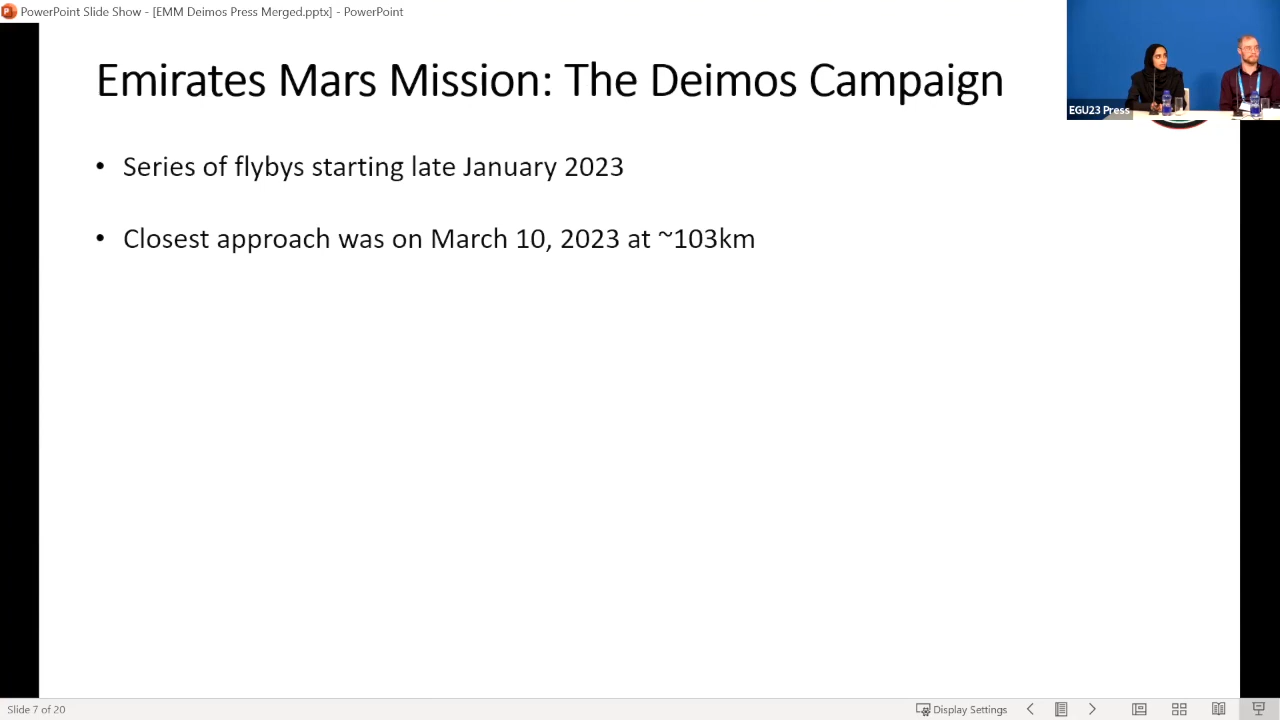 PowerPoint Slide Show - [EMM Deimos Press Merged.pptx] - PowerPoint
Emirates Mars Mission: The Deimos Campaign
EGU23 Press
• Series of flybys starting late January 2023
• Closest approach was on March 10, 2023 at ~103km
Slide 7 of 20
Display Settings